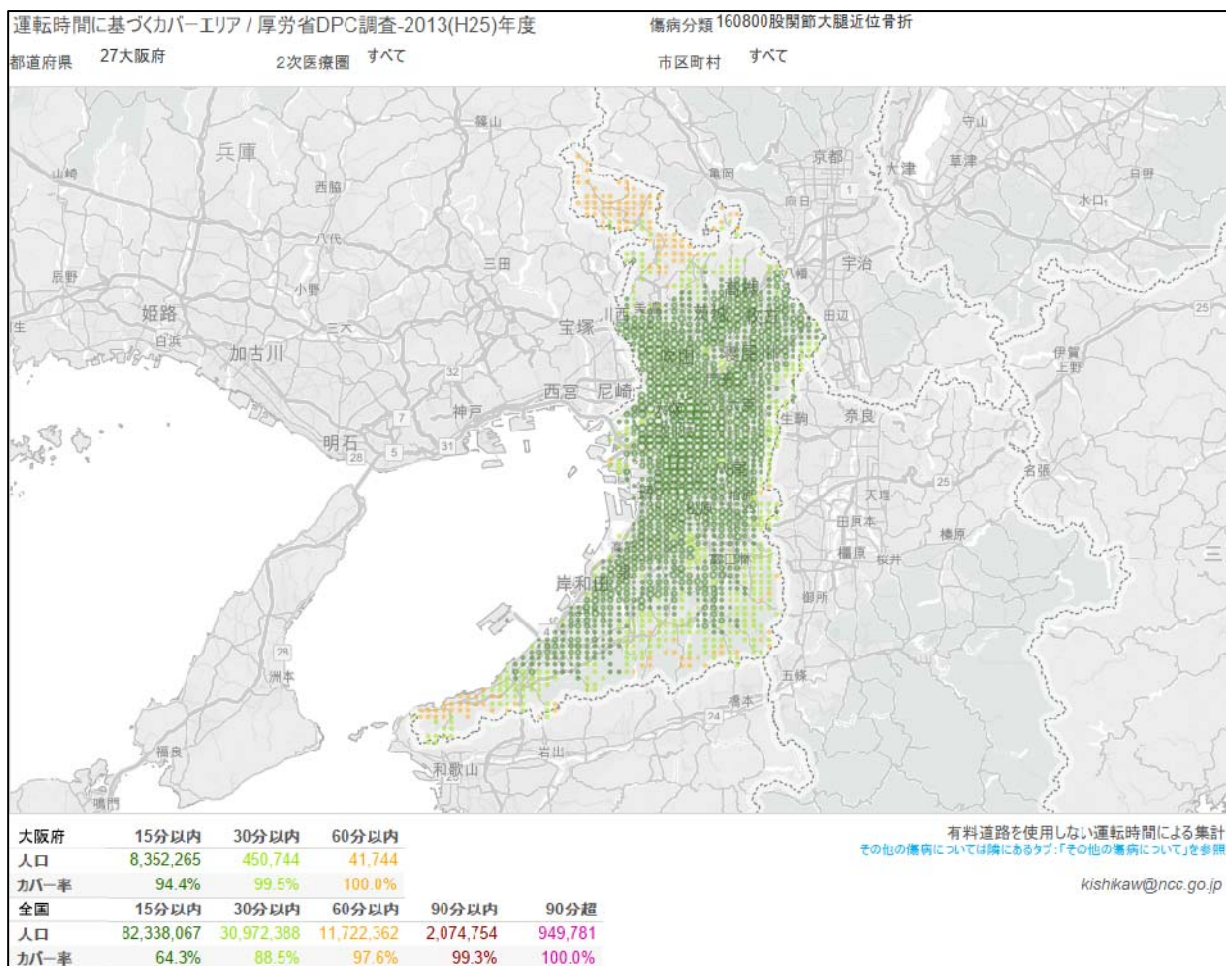 運転時間に基づくカバーエリア / 厚労省DPC調査-2013(H25)年度
傷病分類 160800股関節大腿近位骨折
都道府県 27大阪府 2次医療圏 すべて 市区町村 すべて
篠山
守山
兵庫
京都
大津
草津
山崎
西脇
亀岡
日野
向日
1
水口
八代
三田
宇治
辰野
八幡
小野
川西
姫路
宝塚
田辺
25
白浜
三木
加古川
伊賀
上野
32
西宮
尼崎
神戸
生駒
奈良
7
明石
31
28
5
名張
25
天理
田原本
榛原
橿原
桜井
三
岸和田
御所
28
洲本
五條
橋本
24
福良
岩出
和歌山
鳴門
大阪府 15分以内 30分以内 60分以内
人口 8,352,265 450,744 41,744
カバー率 94.4% 99.5% 100.0%
全国 15分以内 30分以内 60分以内 90分以内 90分超
人口 82,338,067 30,972,388 11,722,362 2,074,754 949,781
カバー率 64.3% 88.5% 97.6% 99.3% 100.0%
有料道路を使用しない運転時間による集計
その他の傷病については隣にあるタブ:「その他の傷病について」を参照
kishikaw@ncc.go.jp